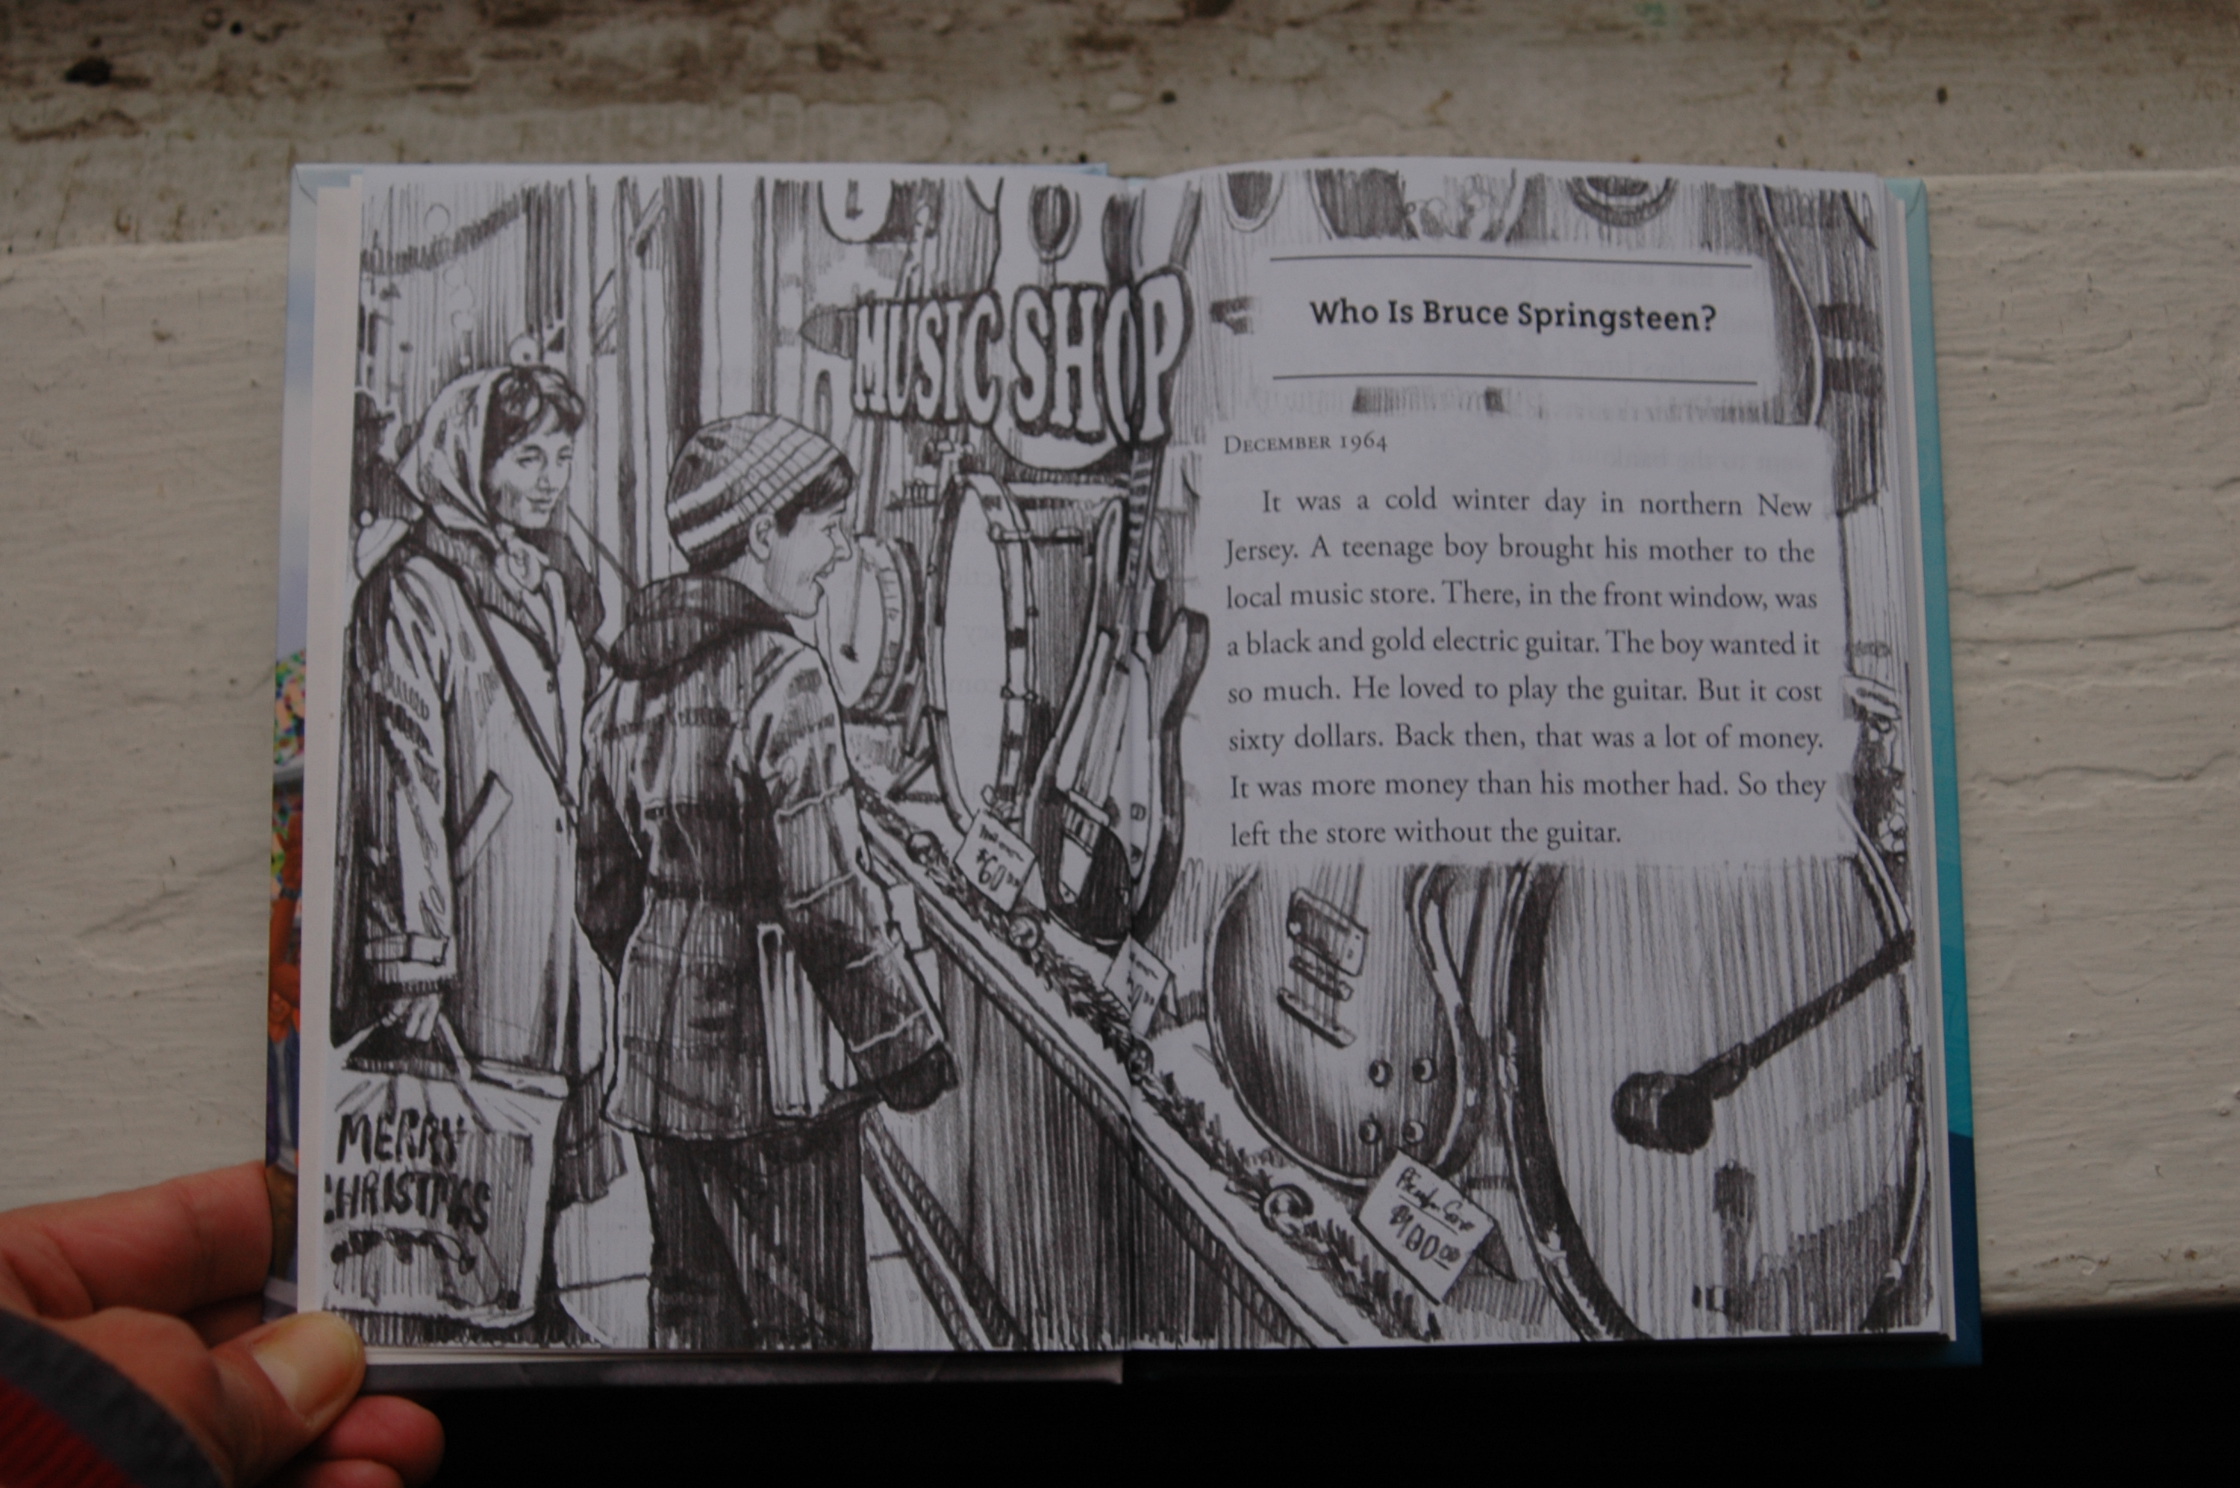 MUSIC SHOP
$60.00
MERRY
CHRISTMAS
Who Is Bruce Springsteen?
December 1964
It was a cold winter day in northern New
Jersey. A teenage boy brought his mother to the
local music store. There, in the front window, was
a black and gold electric guitar. The boy wanted it
so much. He loved to play the guitar. But it cost
sixty dollars. Back then, that was a lot of money.
It was more money than his mother had. So they
left the store without the guitar.
$100.00